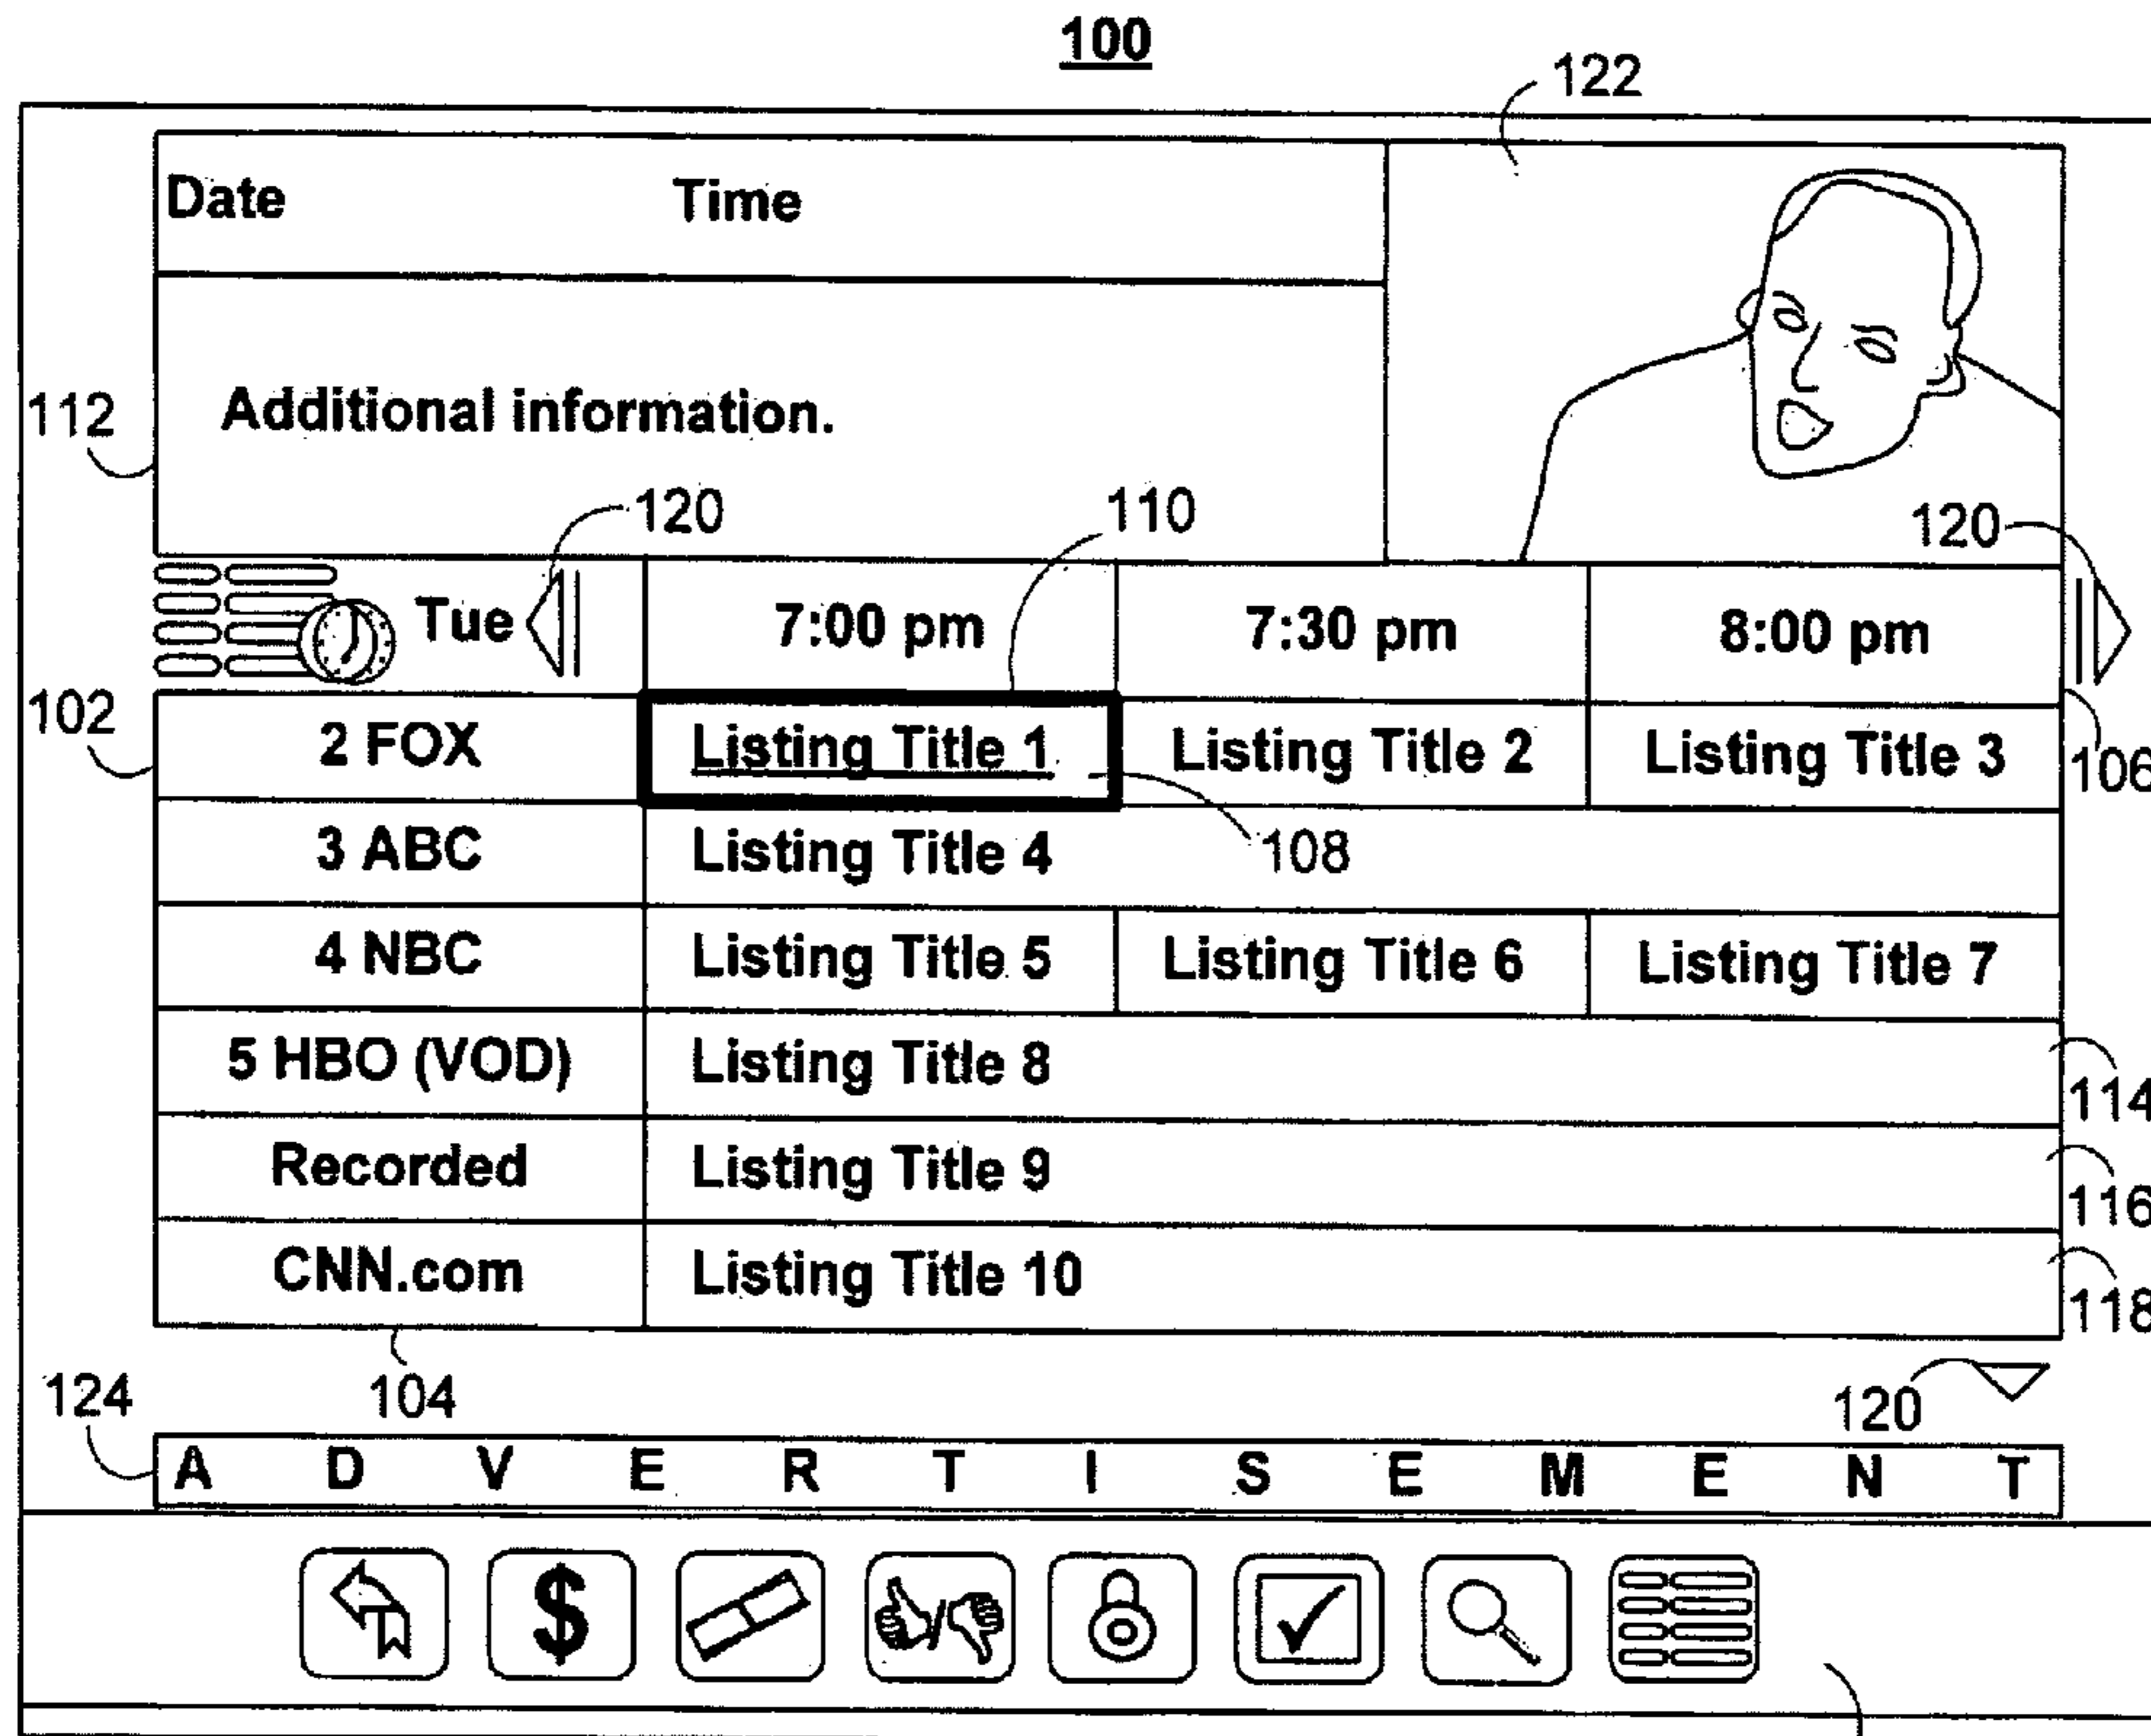 100
122
Date Time
112 Additional information.
120 110 120
Tue 7:00 pm 7:30 pm 8:00 pm
102 2 FOX Listing Title 1 Listing Title 2 Listing Title 3 106
3 ABC Listing Title 4 108
4 NBC Listing Title 5 Listing Title 6 Listing Title 7
5 HBO (VOD) Listing Title 8 114
Recorded Listing Title 9 116
CNN.com Listing Title 10 118
124 104 120
A D V E R T I S E M E N T
$